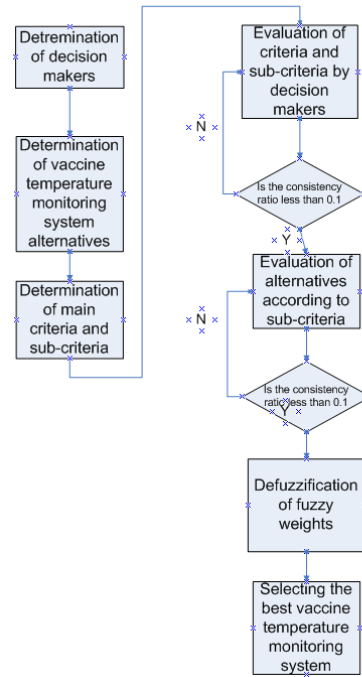 Detremination
of decision
makers
Determination
of vaccine
temperature
monitoring
system
alternatives
Determination
of main
criteria and
sub-criteria
Evaluation of
criteria and
sub-criteria by
decision
makers
N
Is the consistency
ratio less than 0.1
Y
Evaluation of
alternatives
according to
sub-criteria
N
Is the consistency
ratio less than 0.1
Y
Defuzzification
of fuzzy
weights
Selecting the
best vaccine
temperature
monitoring
system